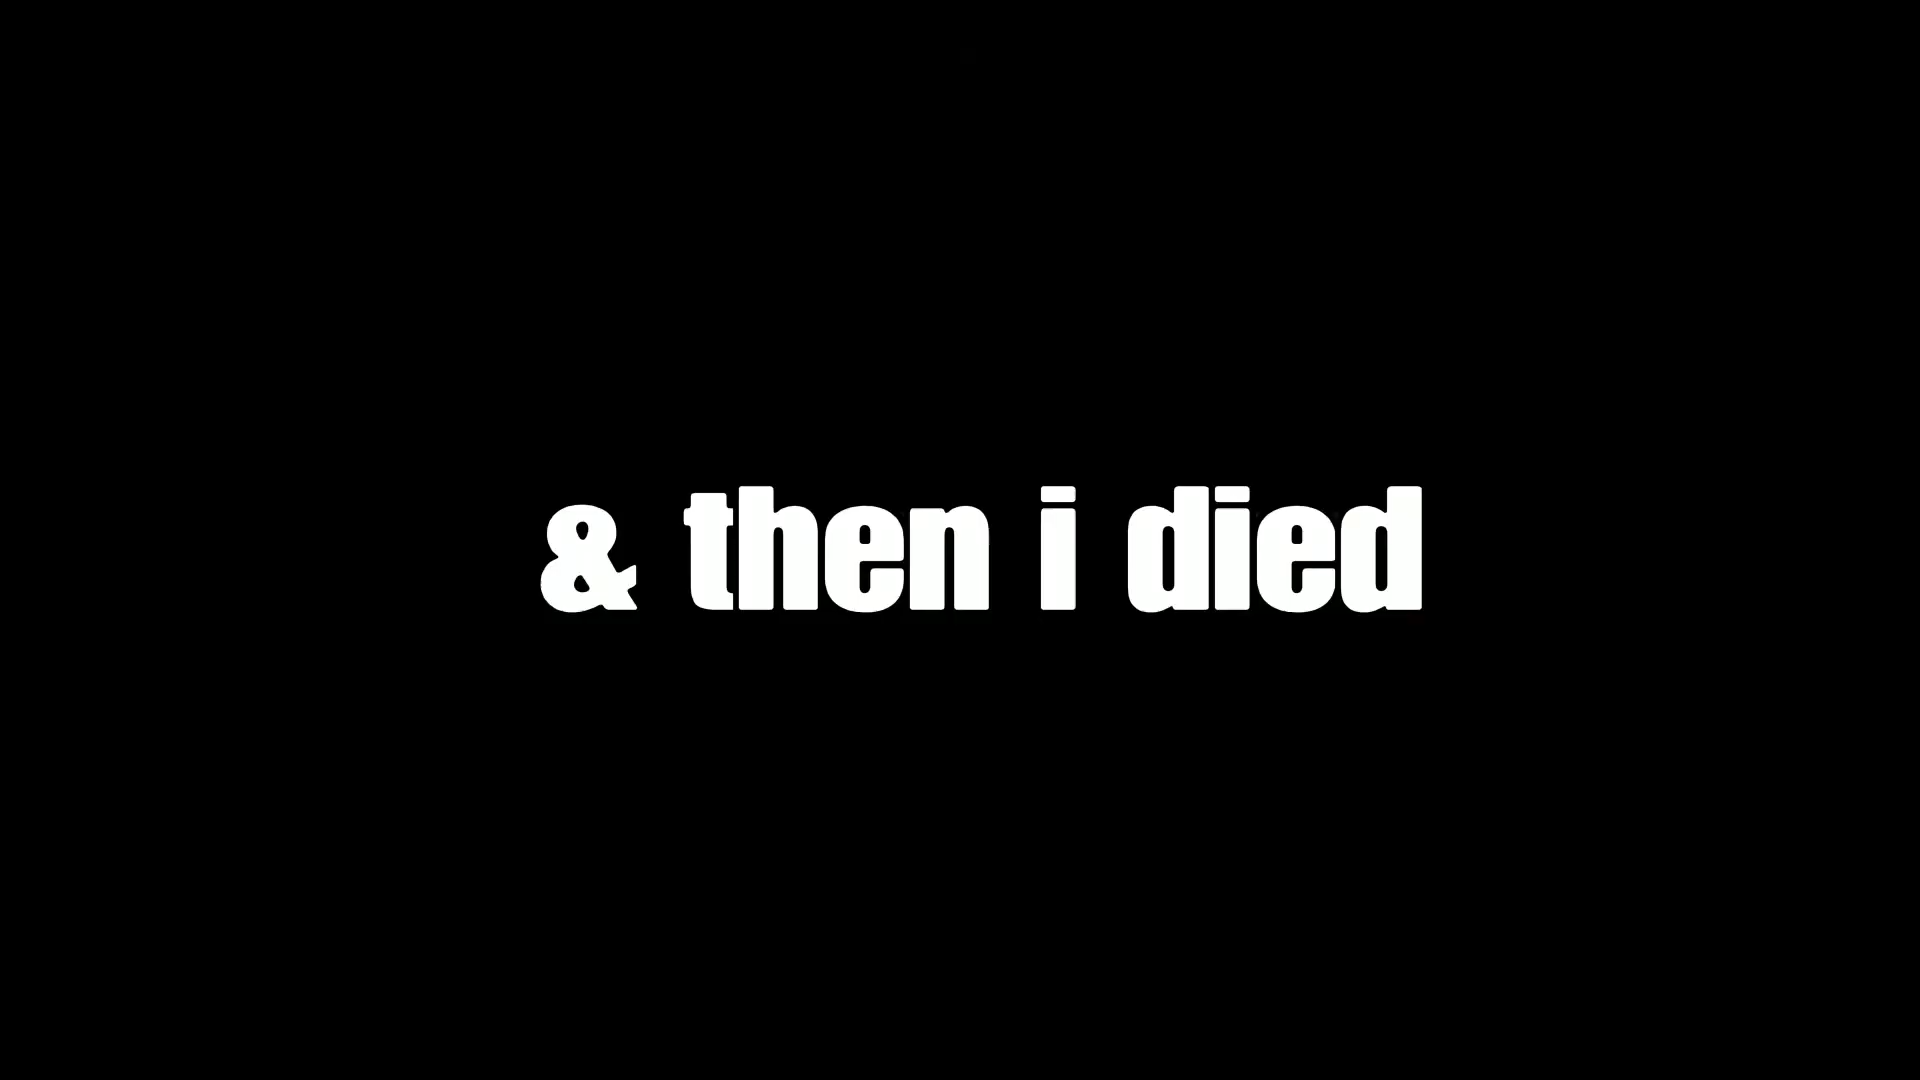 & then i died